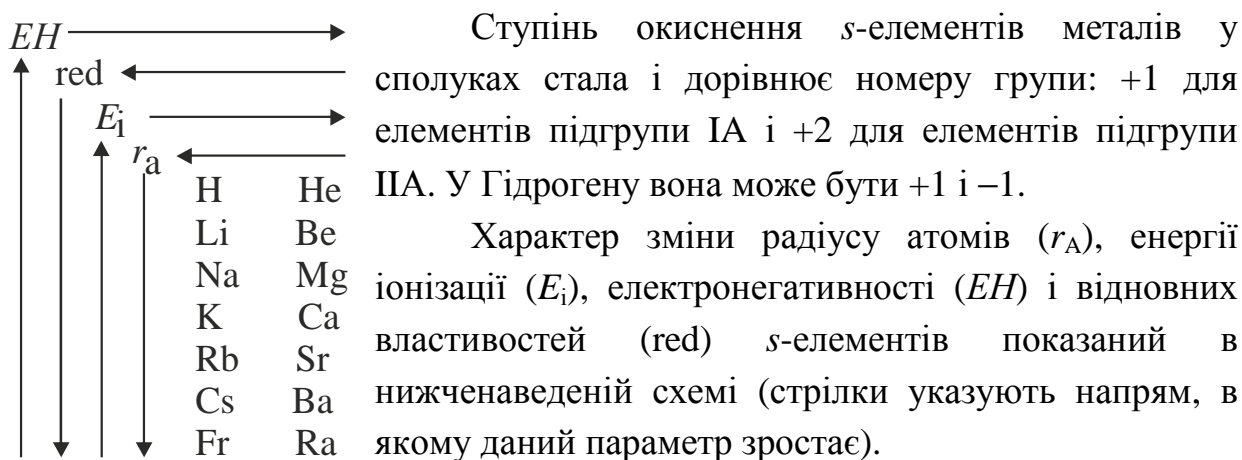 EH
red
Ei
ra
H He
Li Be
Na Mg
K Ca
Rb Sr
Cs Ba
Fr Ra
Ступінь окиснення s-елементів металів у
сполуках стала і дорівнює номеру групи: +1 для
елементів підгрупи IA і +2 для елементів підгрупи
IIA. У Гідрогену вона може бути +1 і –1.
Характер зміни радіусу атомів (rA), енергії
іонізації (Ei), електронегативності (EH) і відновних
властивостей (red) s-елементів показаний в
нижченаведеній схемі (стрілки указують напрям, в
якому даний параметр зростає).